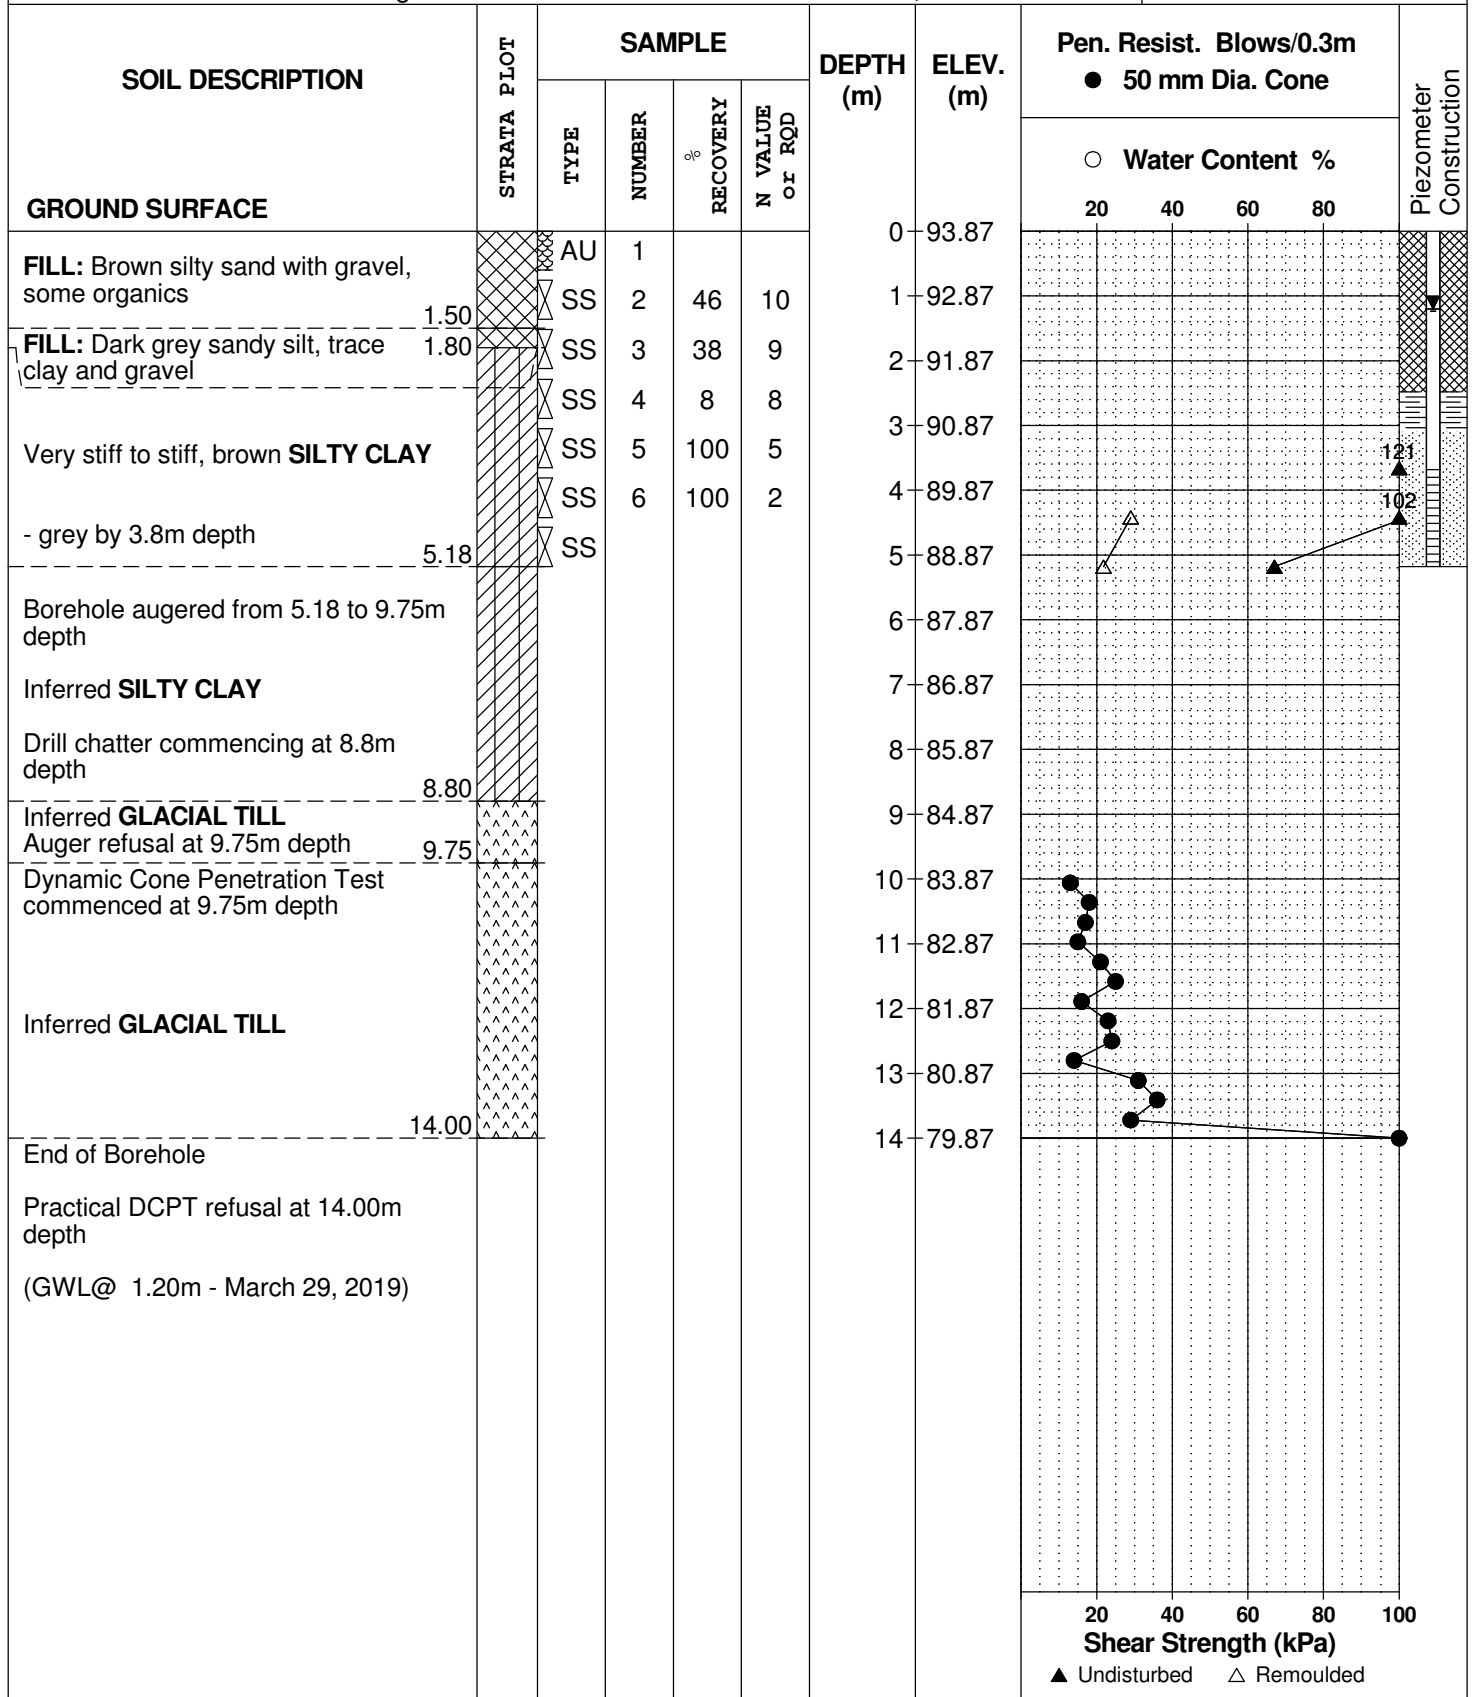 SOIL DESCRIPTION
GROUND SURFACE
STRATA PLOT
SAMPLE
TYPE
NUMBER
% RECOVERY
N VALUE or RQD
DEPTH (m)
ELEV. (m)
Pen. Resist. Blows/0.3m
● 50 mm Dia. Cone
○ Water Content %
20 40 60 80
Piezometer Construction
0 93.87
FILL: Brown silty sand with gravel,
some organics
1.50
AU 1
SS 2 46 10
1 92.87
FILL: Dark grey sandy silt, trace
clay and gravel
1.80
SS 3 38 9
2 91.87
SS 4 8 8
3 90.87
Very stiff to stiff, brown SILTY CLAY
SS 5 100 5
121
4 89.87
SS 6 100 2
102
- grey by 3.8m depth
5.18
SS
5 88.87
Borehole augered from 5.18 to 9.75m
depth
6 87.87
Inferred SILTY CLAY
7 86.87
Drill chatter commencing at 8.8m
depth
8.80
8 85.87
Inferred GLACIAL TILL
9 84.87
Auger refusal at 9.75m depth
9.75
Dynamic Cone Penetration Test
commenced at 9.75m depth
10 83.87
11 82.87
12 81.87
Inferred GLACIAL TILL
13 80.87
14.00
14 79.87
End of Borehole
Practical DCPT refusal at 14.00m
depth
(GWL@ 1.20m - March 29, 2019)
20 40 60 80 100
Shear Strength (kPa)
▲ Undisturbed △ Remoulded